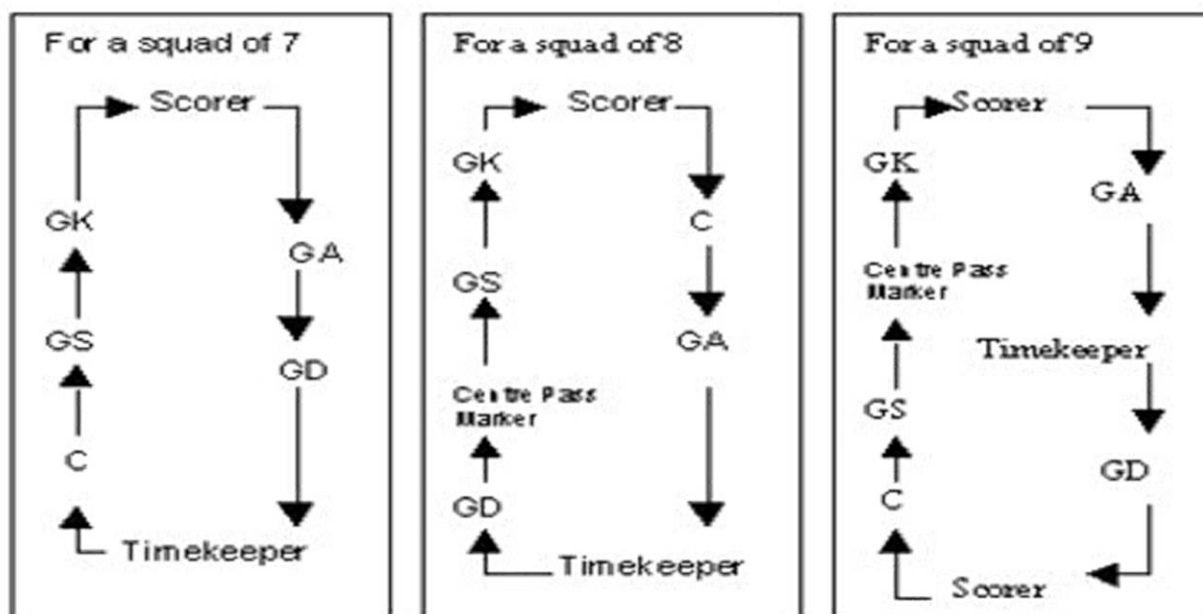 For a squad of 7
Scorer
GA
GD
Timekeeper
C
GS
GK
For a squad of 8
Scorer
C
GA
Timekeeper
GD
Centre Pass
Marker
GS
GK
For a squad of 9
Scorer
GA
Timekeeper
GD
Scorer
C
GS
Centre Pass
Marker
GK